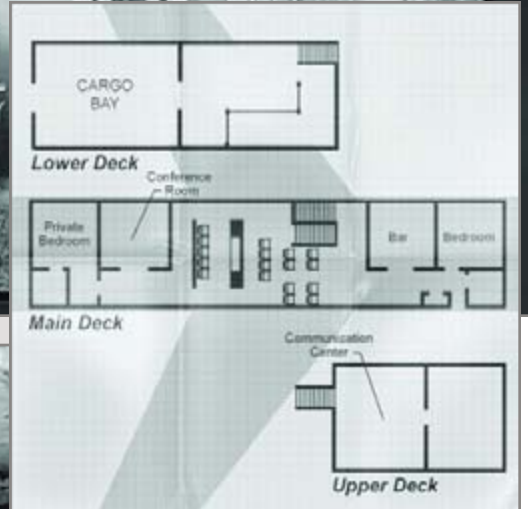 CARGO
BAY
Lower Deck
Conference
Room
Private
Bedroom
Bar
Bedroom
Main Deck
Communication
Center
Upper Deck